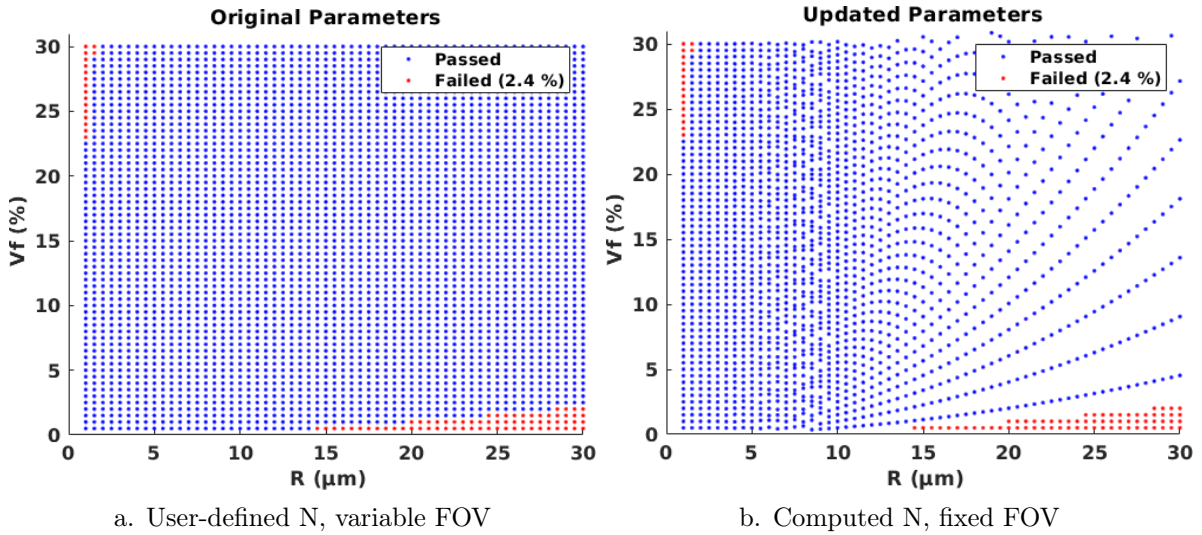 Original Parameters
Vf (%)
30
25
20
15
10
5
0
Passed
Failed (2.4 %)
0 5 10 15 20 25 30
R (μm)
a. User-defined N, variable FOV
Updated Parameters
Vf (%)
30
25
20
15
10
5
0
Passed
Failed (2.4 %)
0 5 10 15 20 25 30
R (μm)
b. Computed N, fixed FOV